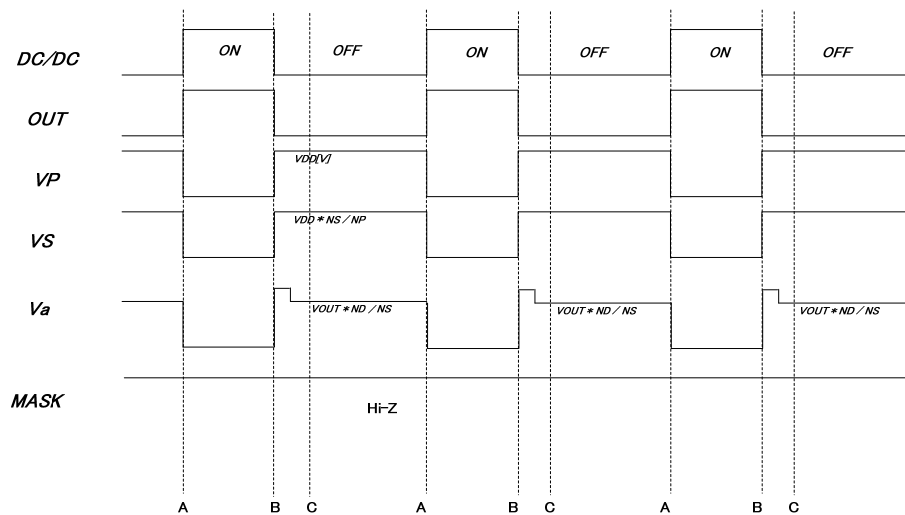 DC/DC ON OFF ON OFF ON OFF
OUT
VP VDD[V]
VS VDD*NS/NP
Va VOUT*ND/NS VOUT*ND/NS VOUT*ND/NS
MASK
Hi-Z
A B C A B C A B C